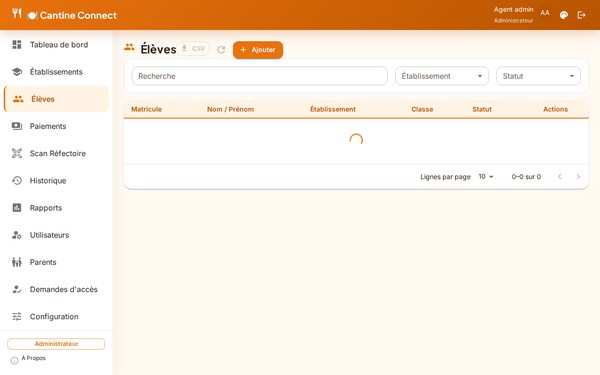 Cantine Connect
Agent admin
Administrateur
AA
Tableau de bord
Établissements
Élèves
Paiements
Scan Réfectoire
Historique
Rapports
Utilisateurs
Parents
Demandes d'accès
Configuration
Administrateur
À Propos
Élèves
CSV
Ajouter
Recherche
Établissement
Statut
Matricule Nom / Prénom Établissement Classe Statut Actions
Lignes par page 10 0–0 sur 0